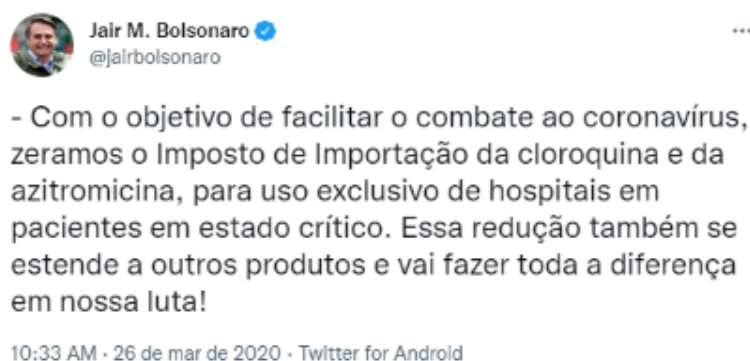 Jair M. Bolsonaro
@jairbolsonaro
- Com o objetivo de facilitar o combate ao coronavírus,
zeramos o Imposto de Importação da cloroquina e da
azitromicina, para uso exclusivo de hospitais em
pacientes em estado crítico. Essa redução também se
estende a outros produtos e vai fazer toda a diferença
em nossa luta!
10:33 AM · 26 de mar de 2020 · Twitter for Android